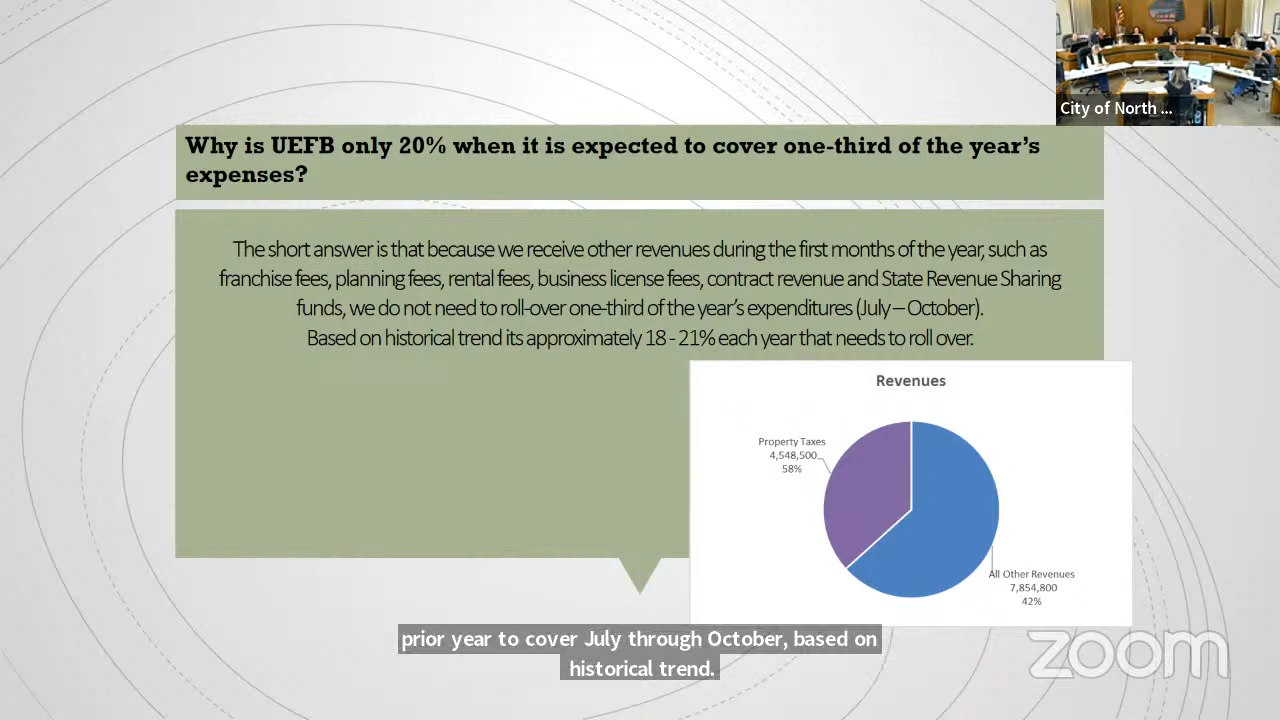 City of North ...
Why is UEFB only 20% when it is expected to cover one-third of the year's
expenses?
The short answer is that because we receive other revenues during the first months of the year, such as
franchise fees, planning fees, rental fees, business license fees, contract revenue and State Revenue Sharing
funds, we do not need to roll-over one-third of the year's expenditures (July – October).
Based on historical trend its approximately 18 - 21% each year that needs to roll over.
Revenues
Property Taxes
4,548,500
58%
All Other Revenues
7,854,800
42%
prior year to cover July through October, based on
historical trend.
zoom